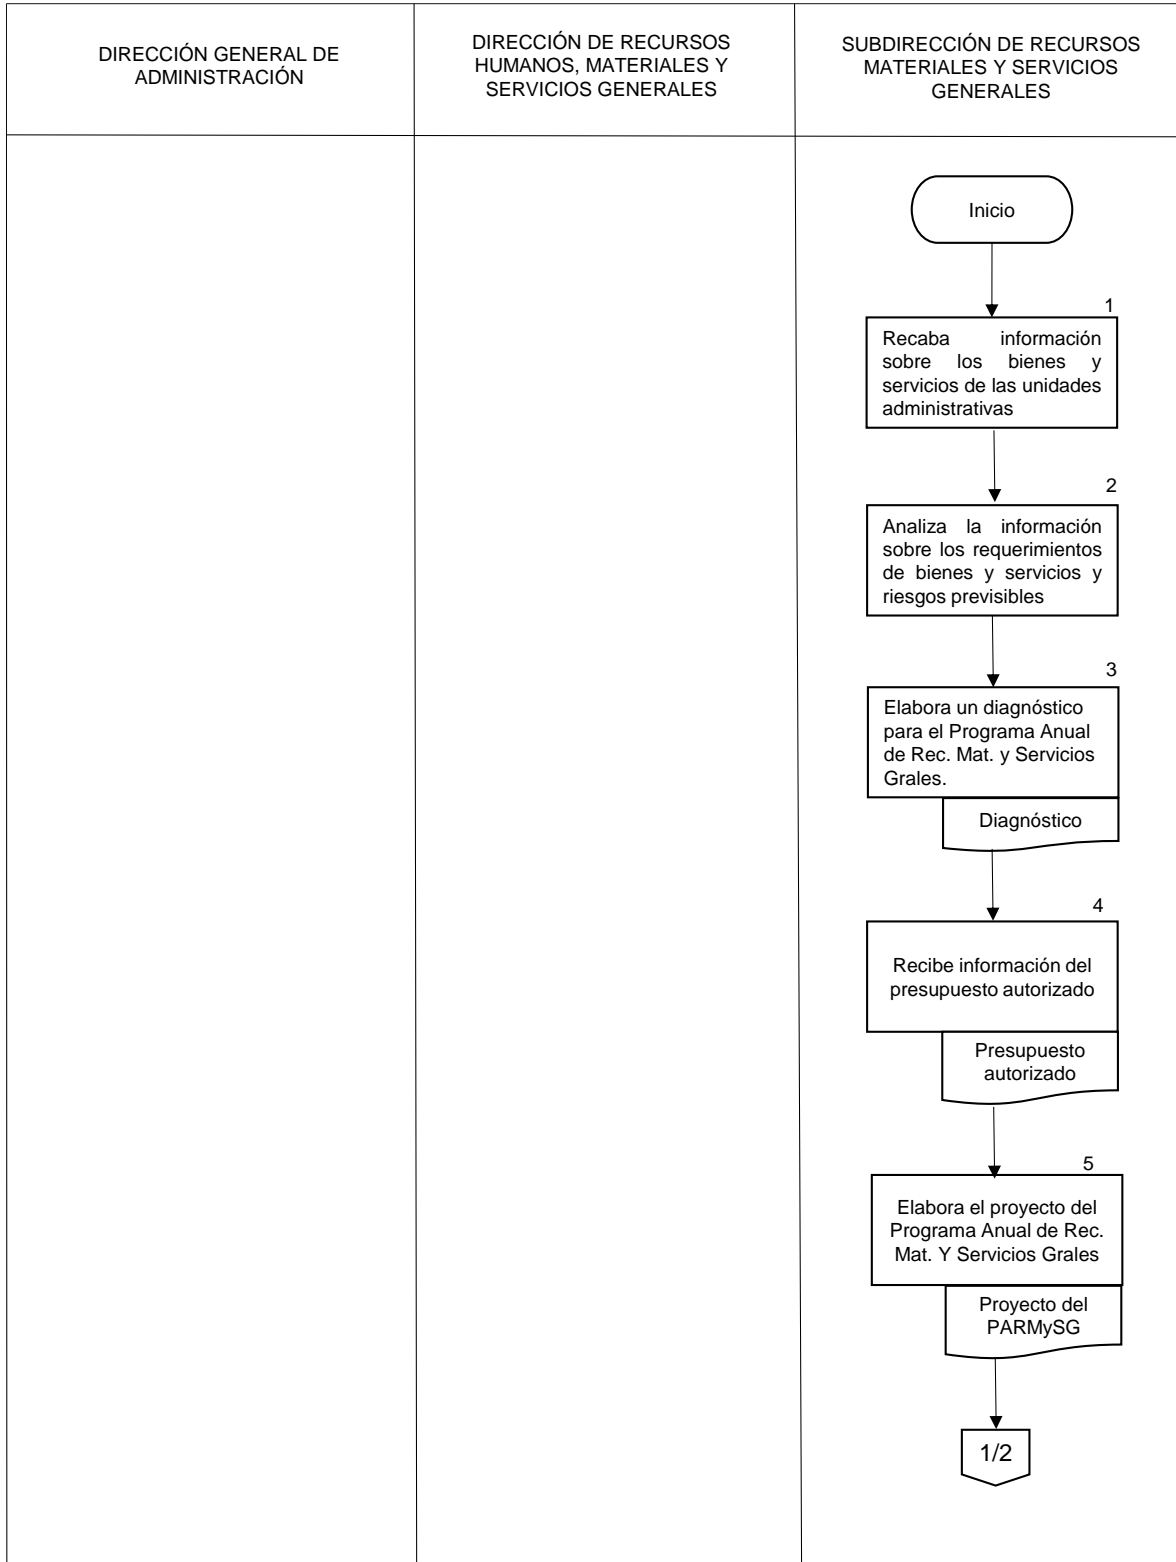 DIRECCIÓN GENERAL DE
ADMINISTRACIÓN
DIRECCIÓN DE RECURSOS
HUMANOS, MATERIALES Y
SERVICIOS GENERALES
SUBDIRECCIÓN DE RECURSOS
MATERIALES Y SERVICIOS
GENERALES
Inicio
1
Recaba información
sobre los bienes y
servicios de las unidades
administrativas
2
Analiza la información
sobre los requerimientos
de bienes y servicios y
riesgos previsibles
3
Elabora un diagnóstico
para el Programa Anual
de Rec. Mat. y Servicios
Grales.
Diagnóstico
4
Recibe información del
presupuesto autorizado
Presupuesto
autorizado
5
Elabora el proyecto del
Programa Anual de Rec.
Mat. Y Servicios Grales
Proyecto del
PARMySG
1/2